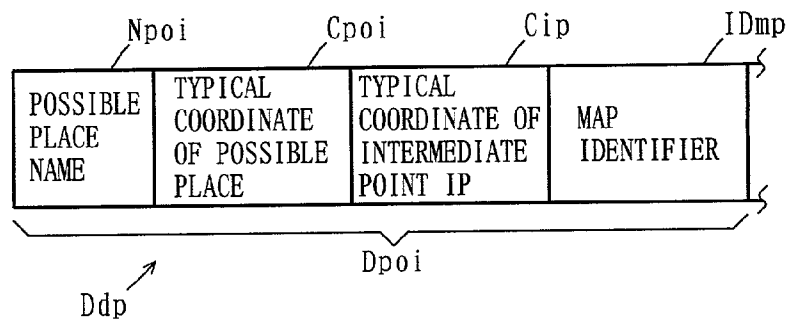 Npoi
Cpoi
Cip
IDmp
POSSIBLE
PLACE
NAME
TYPICAL
COORDINATE
OF POSSIBLE
PLACE
TYPICAL
COORDINATE OF
INTERMEDIATE
POINT IP
MAP
IDENTIFIER
Dpoi
Ddp